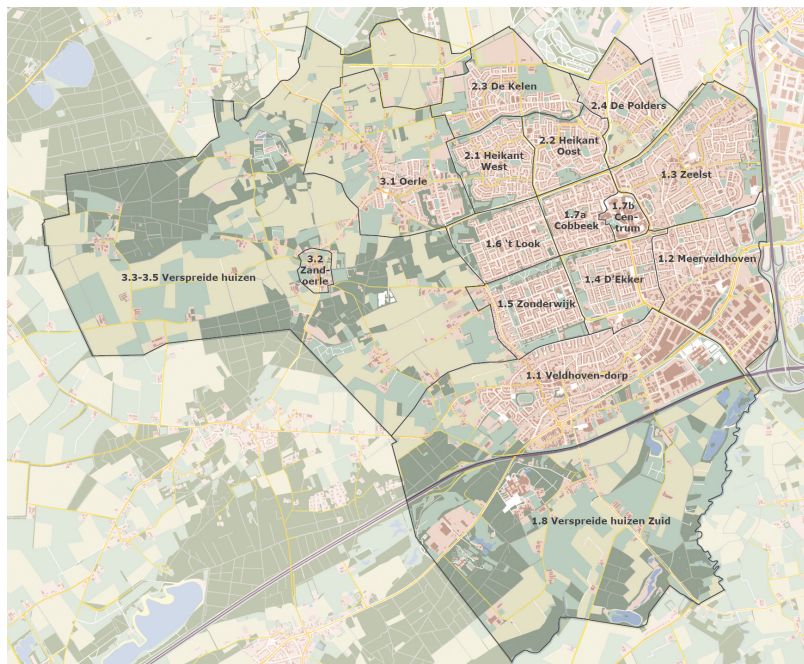 2.3 De Kelen
2.4 De Polders
2.2 Heikant
Oost
2.1 Heikant
West
1.3 Zeelst
3.1 Oerle
1.7b
Cen-
trum
1.7a
Cobbeek
1.6 't Look
1.2 Meerveldhoven
3.2
Zand-
oerle
3.3-3.5 Verspreide huizen
1.4 D'Ekker
1.5 Zonderwijk
1.1 Veldhoven-dorp
1.8 Verspreide huizen Zuid